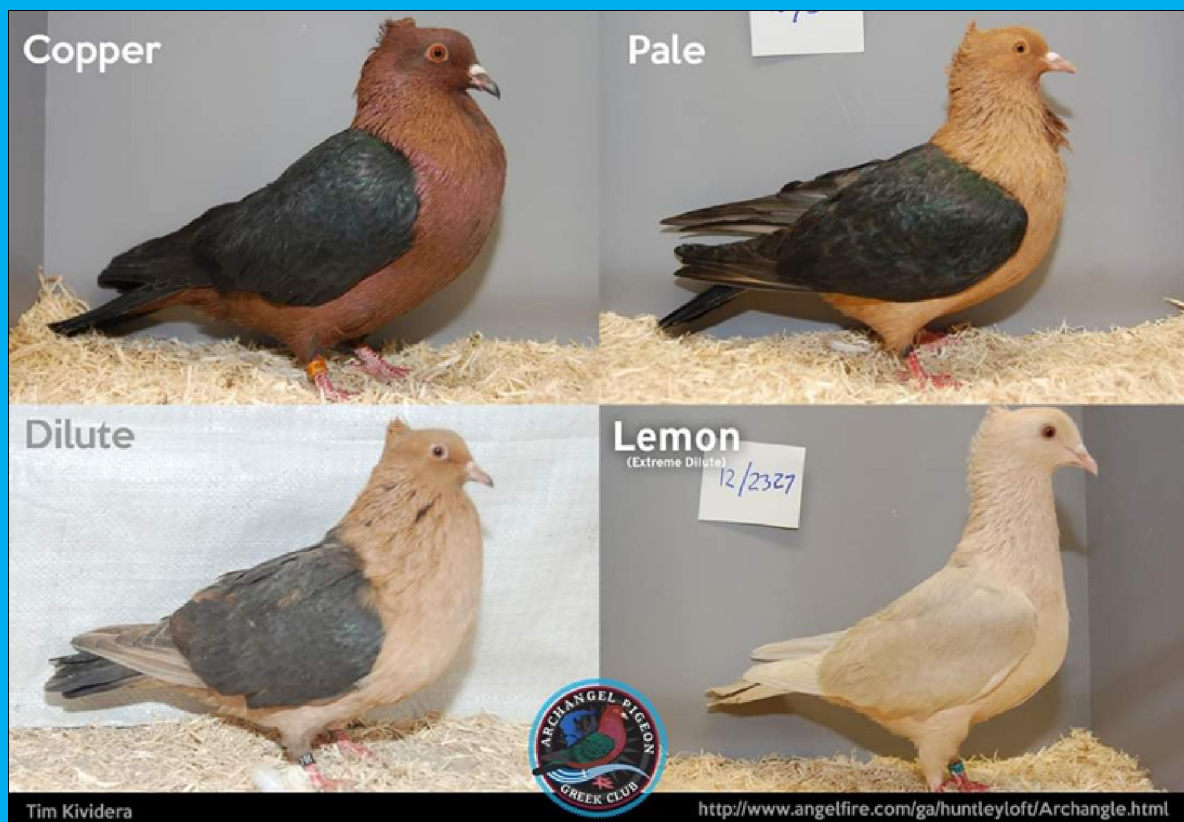 Copper
Pale
Dilute
Lemon
(Extreme Dilute)
12/2327
ARCHANGEL PIGEON
GREEK CLUB
Tim Kividera
http://www.angelfire.com/ga/huntleyloft/Archangle.html